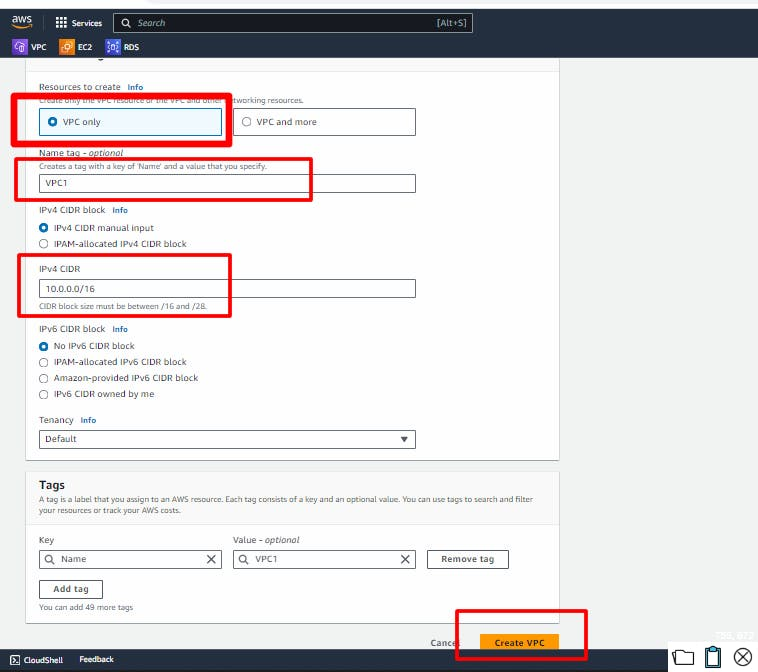 aws
Services
Search
[Alt+S]
VPC
EC2
RDS
Resources to create Info
Create only the VPC resource or the VPC and other networking resources.
VPC only
VPC and more
Name tag - optional
Creates a tag with a key of 'Name' and a value that you specify.
VPC1
IPv4 CIDR block Info
IPv4 CIDR manual input
IPAM-allocated IPv4 CIDR block
IPv4 CIDR
10.0.0.0/16
CIDR block size must be between /16 and /28.
IPv6 CIDR block Info
No IPv6 CIDR block
IPAM-allocated IPv6 CIDR block
Amazon-provided IPv6 CIDR block
IPv6 CIDR owned by me
Tenancy Info
Default
Tags
A tag is a label that you assign to an AWS resource. Each tag consists of a key and an optional value. You can use tags to search and filter
your resources or track your AWS costs.
Key
Value - optional
Name
VPC1
Remove tag
Add tag
You can add 49 more tags
Cancel
Create VPC
CloudShell
Feedback